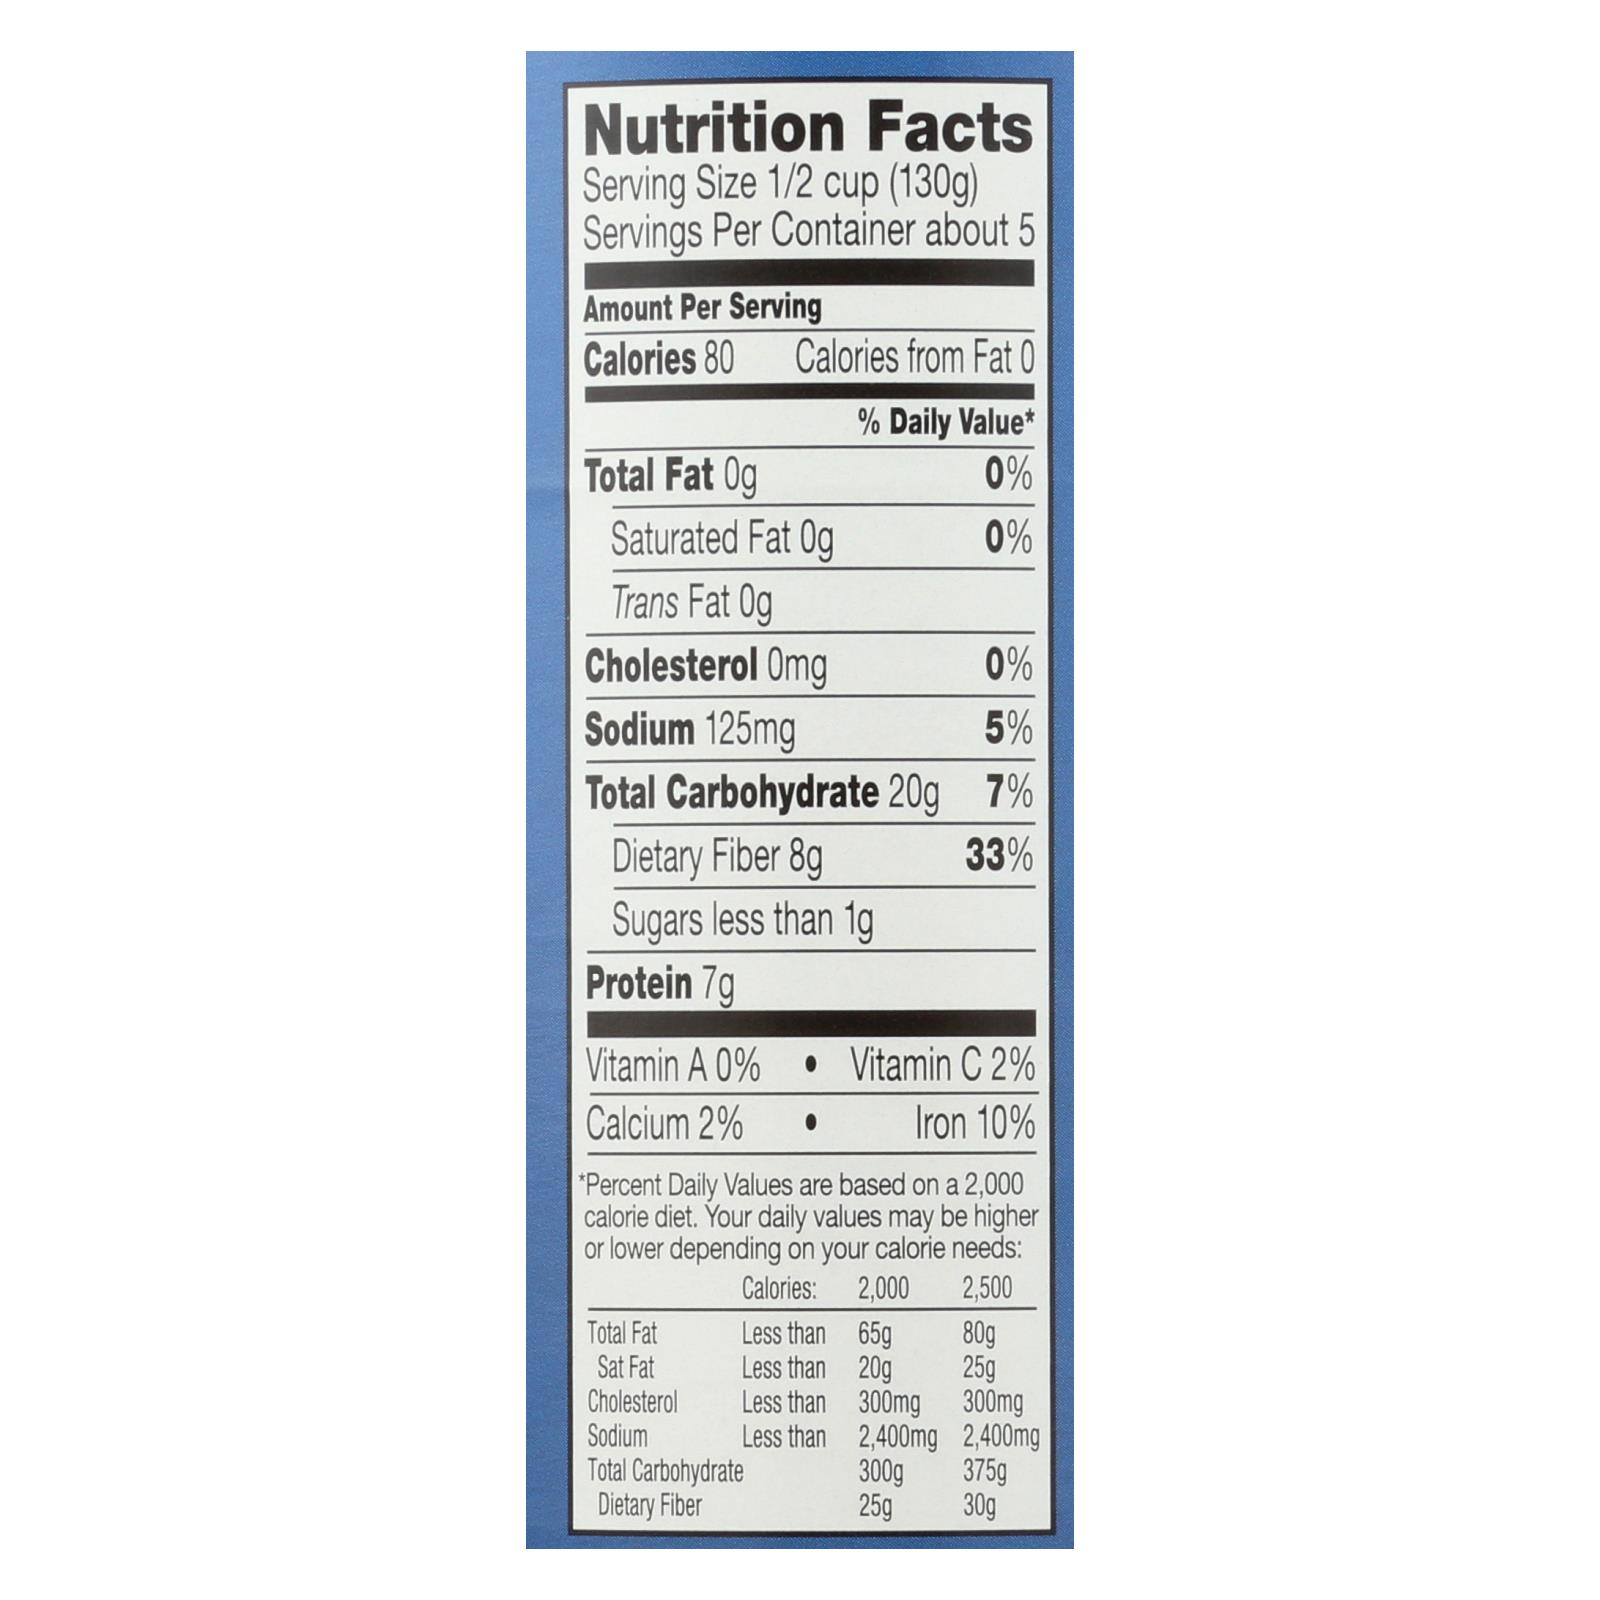 Nutrition Facts
Serving Size 1/2 cup (130g)
Servings Per Container about 5
Amount Per Serving
Calories 80 Calories from Fat 0
% Daily Value*
Total Fat 0g 0%
Saturated Fat 0g 0%
Trans Fat 0g
Cholesterol 0mg 0%
Sodium 125mg 5%
Total Carbohydrate 20g 7%
Dietary Fiber 8g 33%
Sugars less than 1g
Protein 7g
Vitamin A 0% • Vitamin C 2%
Calcium 2% • Iron 10%
*Percent Daily Values are based on a 2,000
calorie diet. Your daily values may be higher
or lower depending on your calorie needs:
Calories: 2,000 2,500
Total Fat Less than 65g 80g
Sat Fat Less than 20g 25g
Cholesterol Less than 300mg 300mg
Sodium Less than 2,400mg 2,400mg
Total Carbohydrate 300g 375g
Dietary Fiber 25g 30g